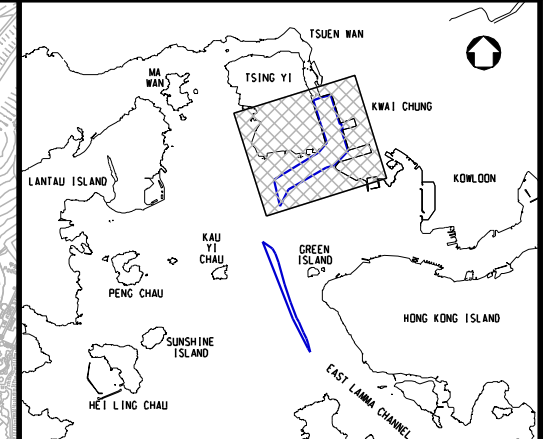 TSUEN WAN
MA
WAN
TSING YI
KWAI CHUNG
LANTAU ISLAND
KOWLOON
KAU
YI
CHAU
GREEN
ISLAND
PENG CHAU
HONG KONG ISLAND
SUNSHINE
ISLAND
HEI LING CHAU
EAST LAMMA CHANNEL